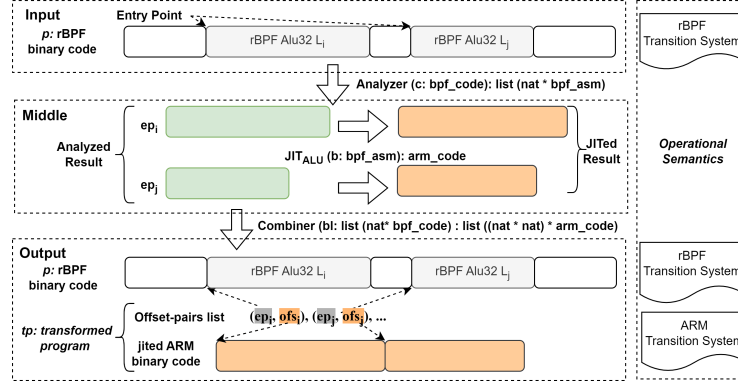 Input
p: rBPF
binary code
Entry Point
rBPF Alu32 Li
rBPF Alu32 Lj
rBPF
Transition System
Analyzer (c: bpf_code): list (nat * bpf_asm)
Middle
Analyzed
Result
epi
epj
JITALU (b: bpf_asm): arm_code
JITed
Result
Operational
Semantics
Combiner (bl: list (nat* bpf_code) : list ((nat * nat) * arm_code)
Output
p: rBPF
binary code
rBPF Alu32 Li
rBPF Alu32 Lj
rBPF
Transition System
Offset-pairs list
(epi, ofsi), (epj, ofsj), ...
tp: transformed
program
jited ARM
binary code
ARM
Transition System